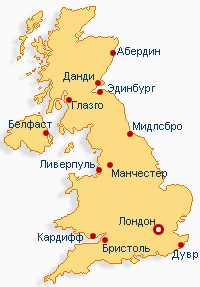 Абердин
Данди
Эдинбург
Глазго
Белфаст
Мидлсбро
Ливерпуль
Манчестер
Лондон
Кардифф
Бристоль
Дувр